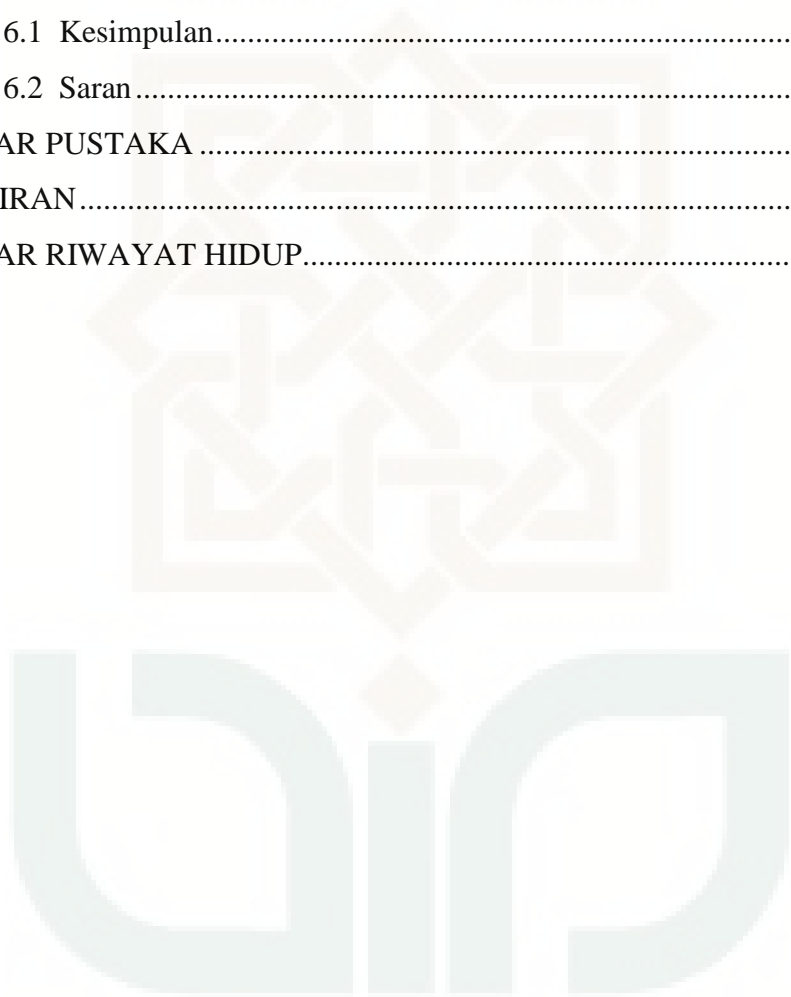 6.1 Kesimpulan........................................................................
6.2 Saran..................................................................................
AR PUSTAKA..........................................................................
IRAN........................................................................................
AR RIWAYAT HIDUP............................................................